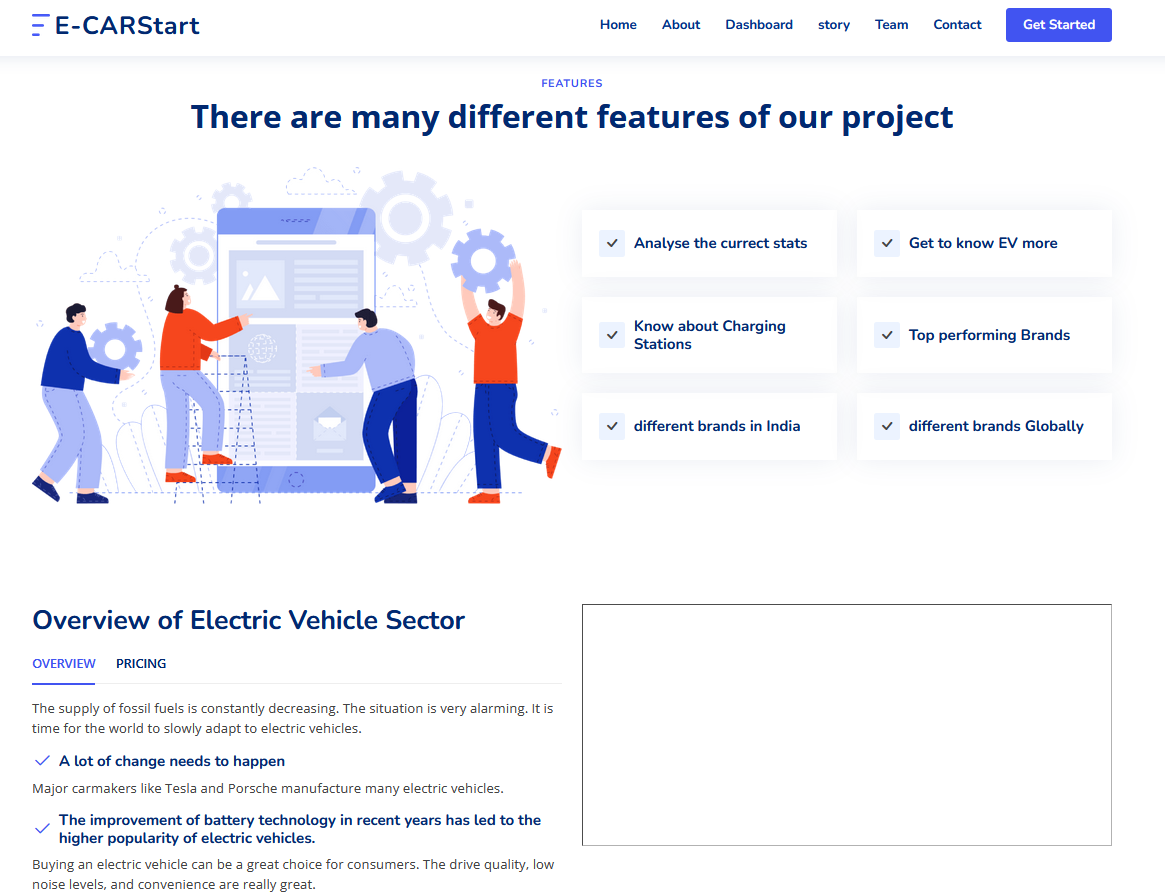 E-CARStart
Home About Dashboard story Team Contact Get Started
FEATURES
There are many different features of our project
Analyse the currect stats
Get to know EV more
Know about Charging
Stations
Top performing Brands
different brands in India
different brands Globally
Overview of Electric Vehicle Sector
OVERVIEW PRICING
The supply of fossil fuels is constantly decreasing. The situation is very alarming. It is
time for the world to slowly adapt to electric vehicles.
A lot of change needs to happen
Major carmakers like Tesla and Porsche manufacture many electric vehicles.
The improvement of battery technology in recent years has led to the
higher popularity of electric vehicles.
Buying an electric vehicle can be a great choice for consumers. The drive quality, low
noise levels, and convenience are really great.